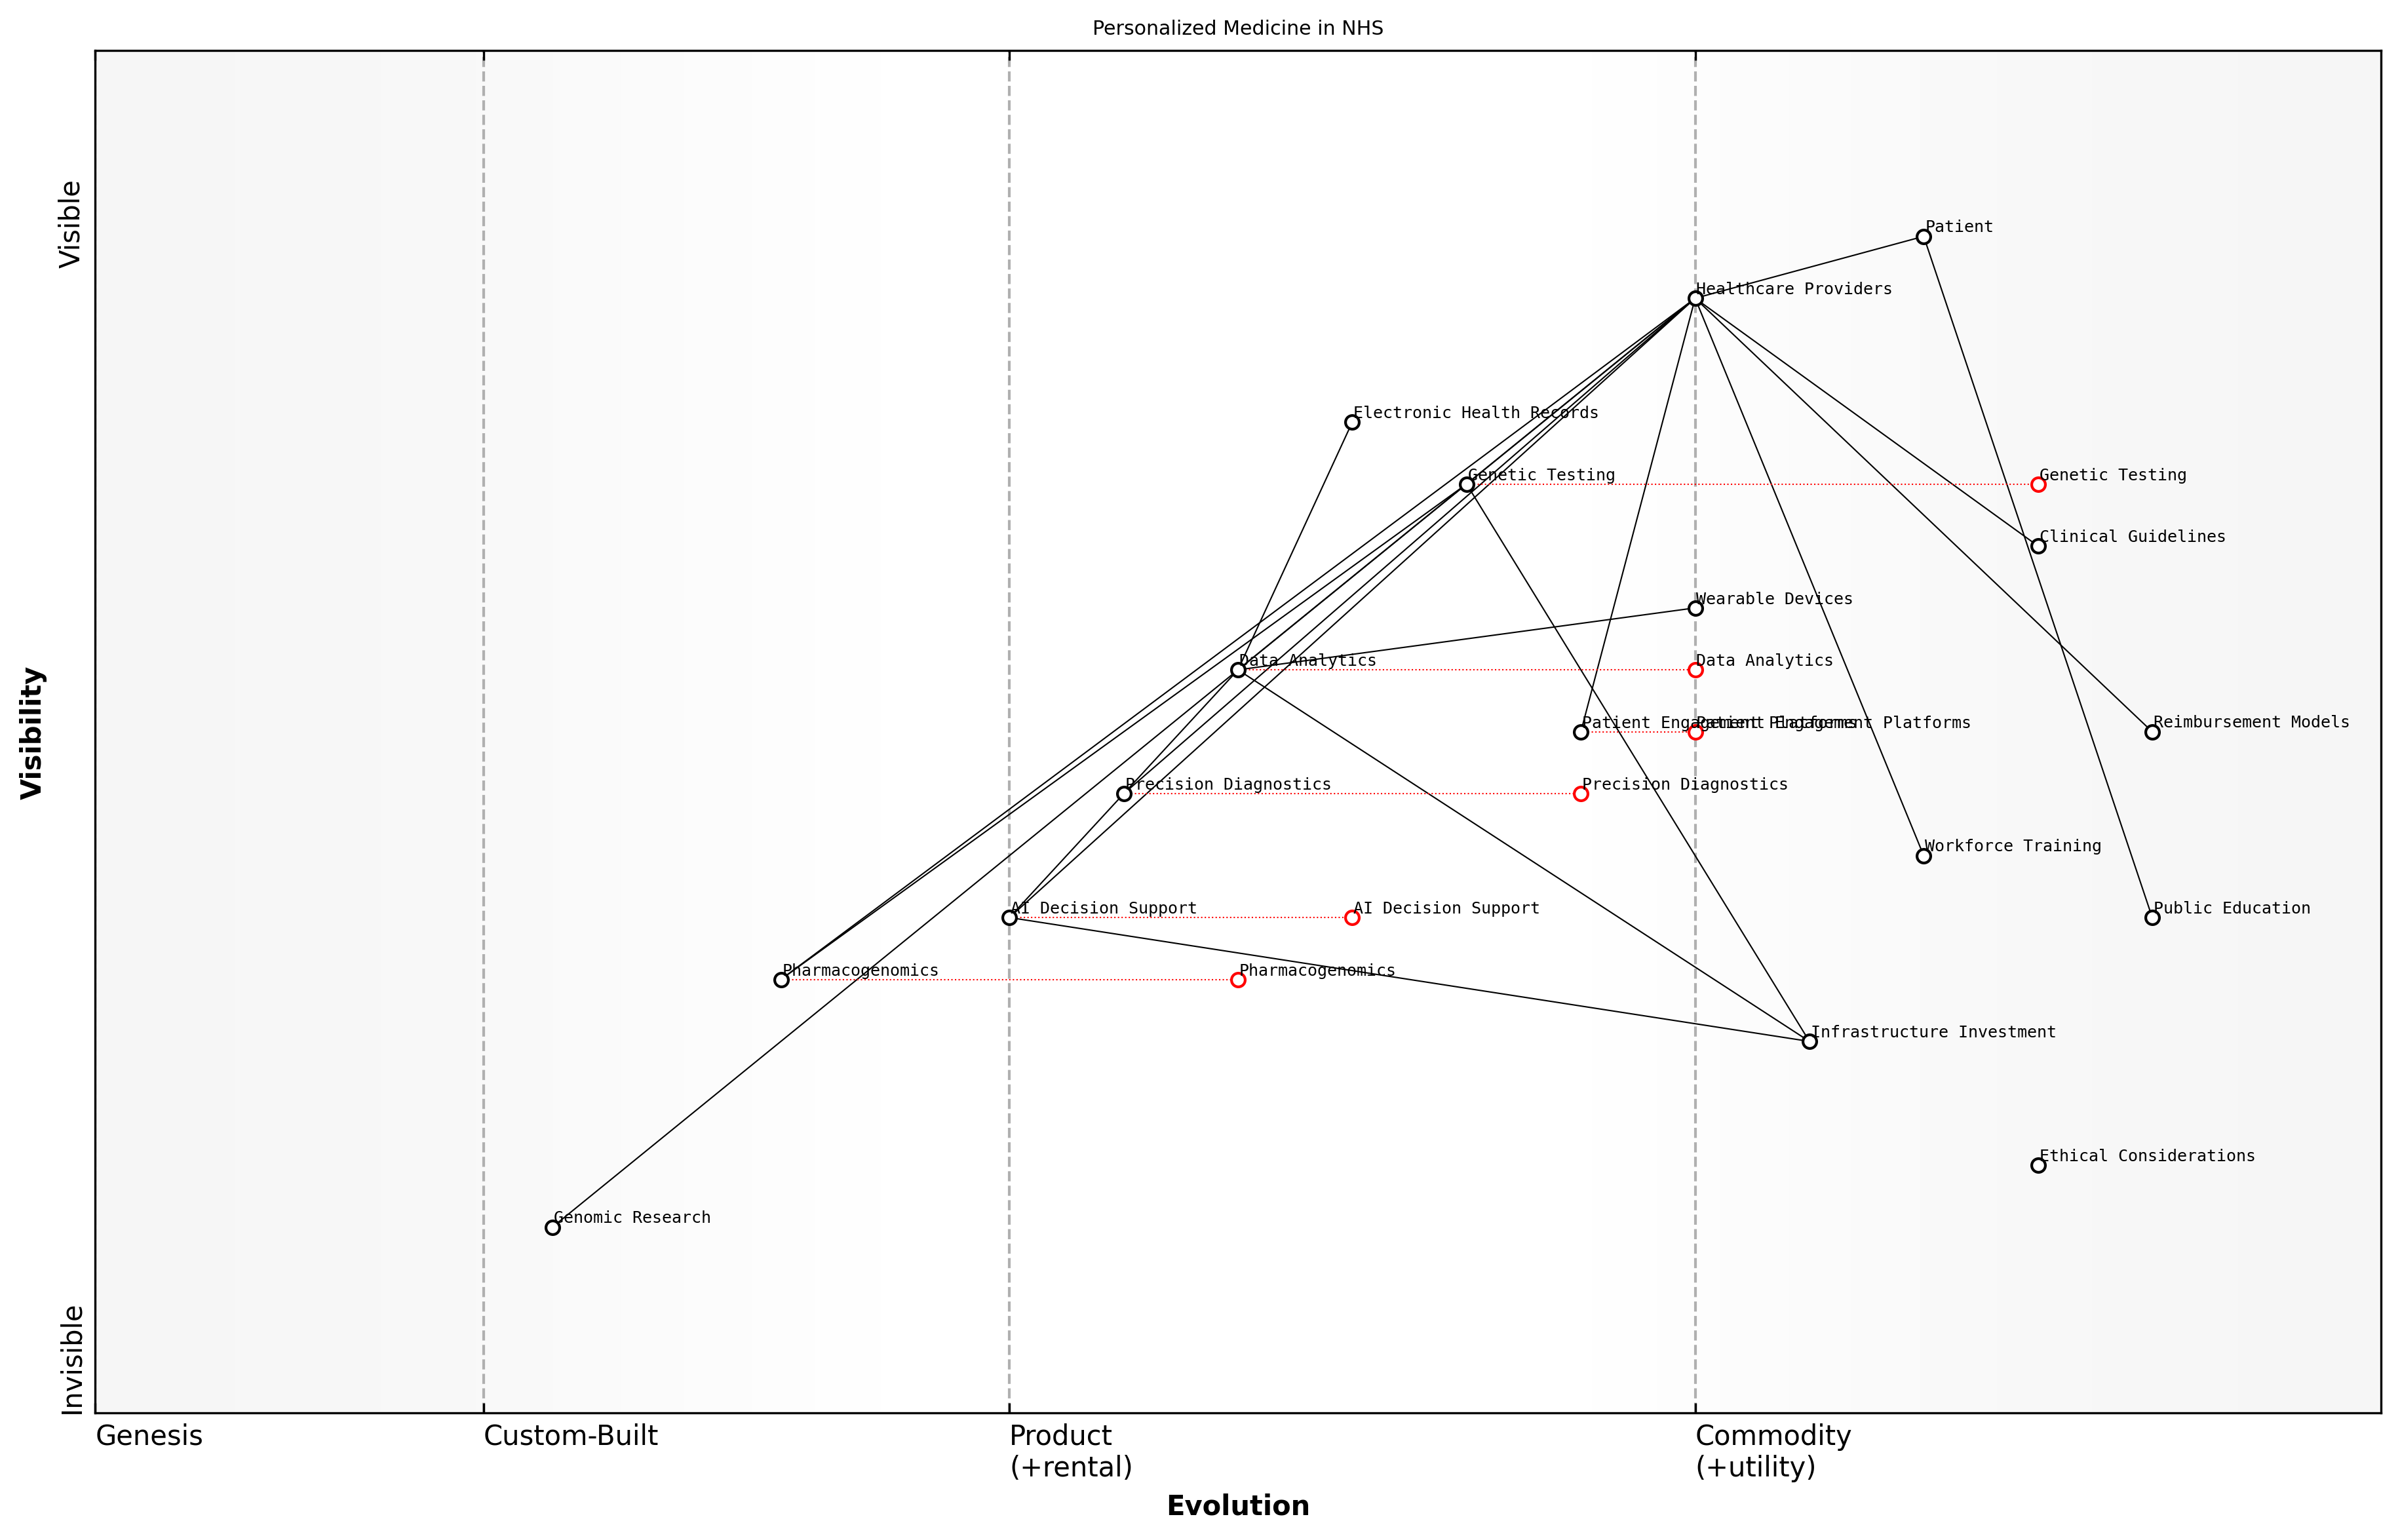 Personalized Medicine in NHS
Visible
Patient
Healthcare Providers
Electronic Health Records
Genetic Testing
Genetic Testing
Clinical Guidelines
Wearable Devices
Data Analytics
Data Analytics
Patient Engagement Platforms
Patient Engagement Platforms
Reimbursement Models
Visibility
Precision Diagnostics
Precision Diagnostics
Workforce Training
AI Decision Support
AI Decision Support
Public Education
Pharmacogenomics
Pharmacogenomics
Infrastructure Investment
Ethical Considerations
Genomic Research
Invisible
Genesis
Custom-Built
Product
(+rental)
Commodity
(+utility)
Evolution